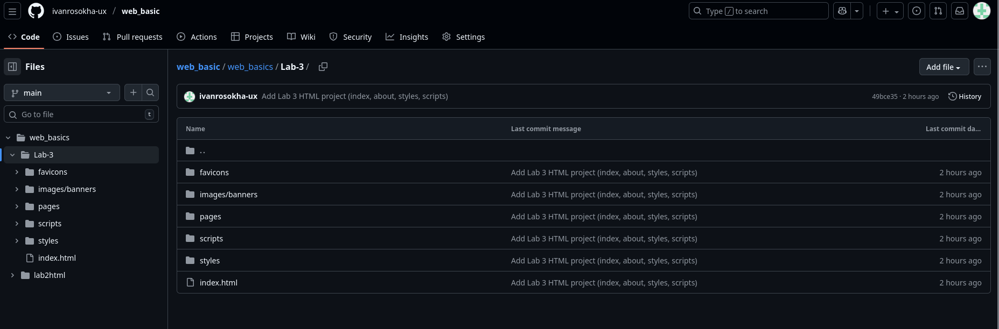 ivanrosokha-ux / web_basic
Type / to search
Code
Issues
Pull requests
Actions
Projects
Wiki
Security
Insights
Settings
Files
main
Go to file
t
web_basics
Lab-3
favicons
images/banners
pages
scripts
styles
index.html
lab2html
web_basic / web_basics / Lab-3 /
Add file
ivanrosokha-ux Add Lab 3 HTML project (index, about, styles, scripts)
49bce35 · 2 hours ago
History
Name Last commit message Last commit da...
..
favicons Add Lab 3 HTML project (index, about, styles, scripts) 2 hours ago
images/banners Add Lab 3 HTML project (index, about, styles, scripts) 2 hours ago
pages Add Lab 3 HTML project (index, about, styles, scripts) 2 hours ago
scripts Add Lab 3 HTML project (index, about, styles, scripts) 2 hours ago
styles Add Lab 3 HTML project (index, about, styles, scripts) 2 hours ago
index.html Add Lab 3 HTML project (index, about, styles, scripts) 2 hours ago